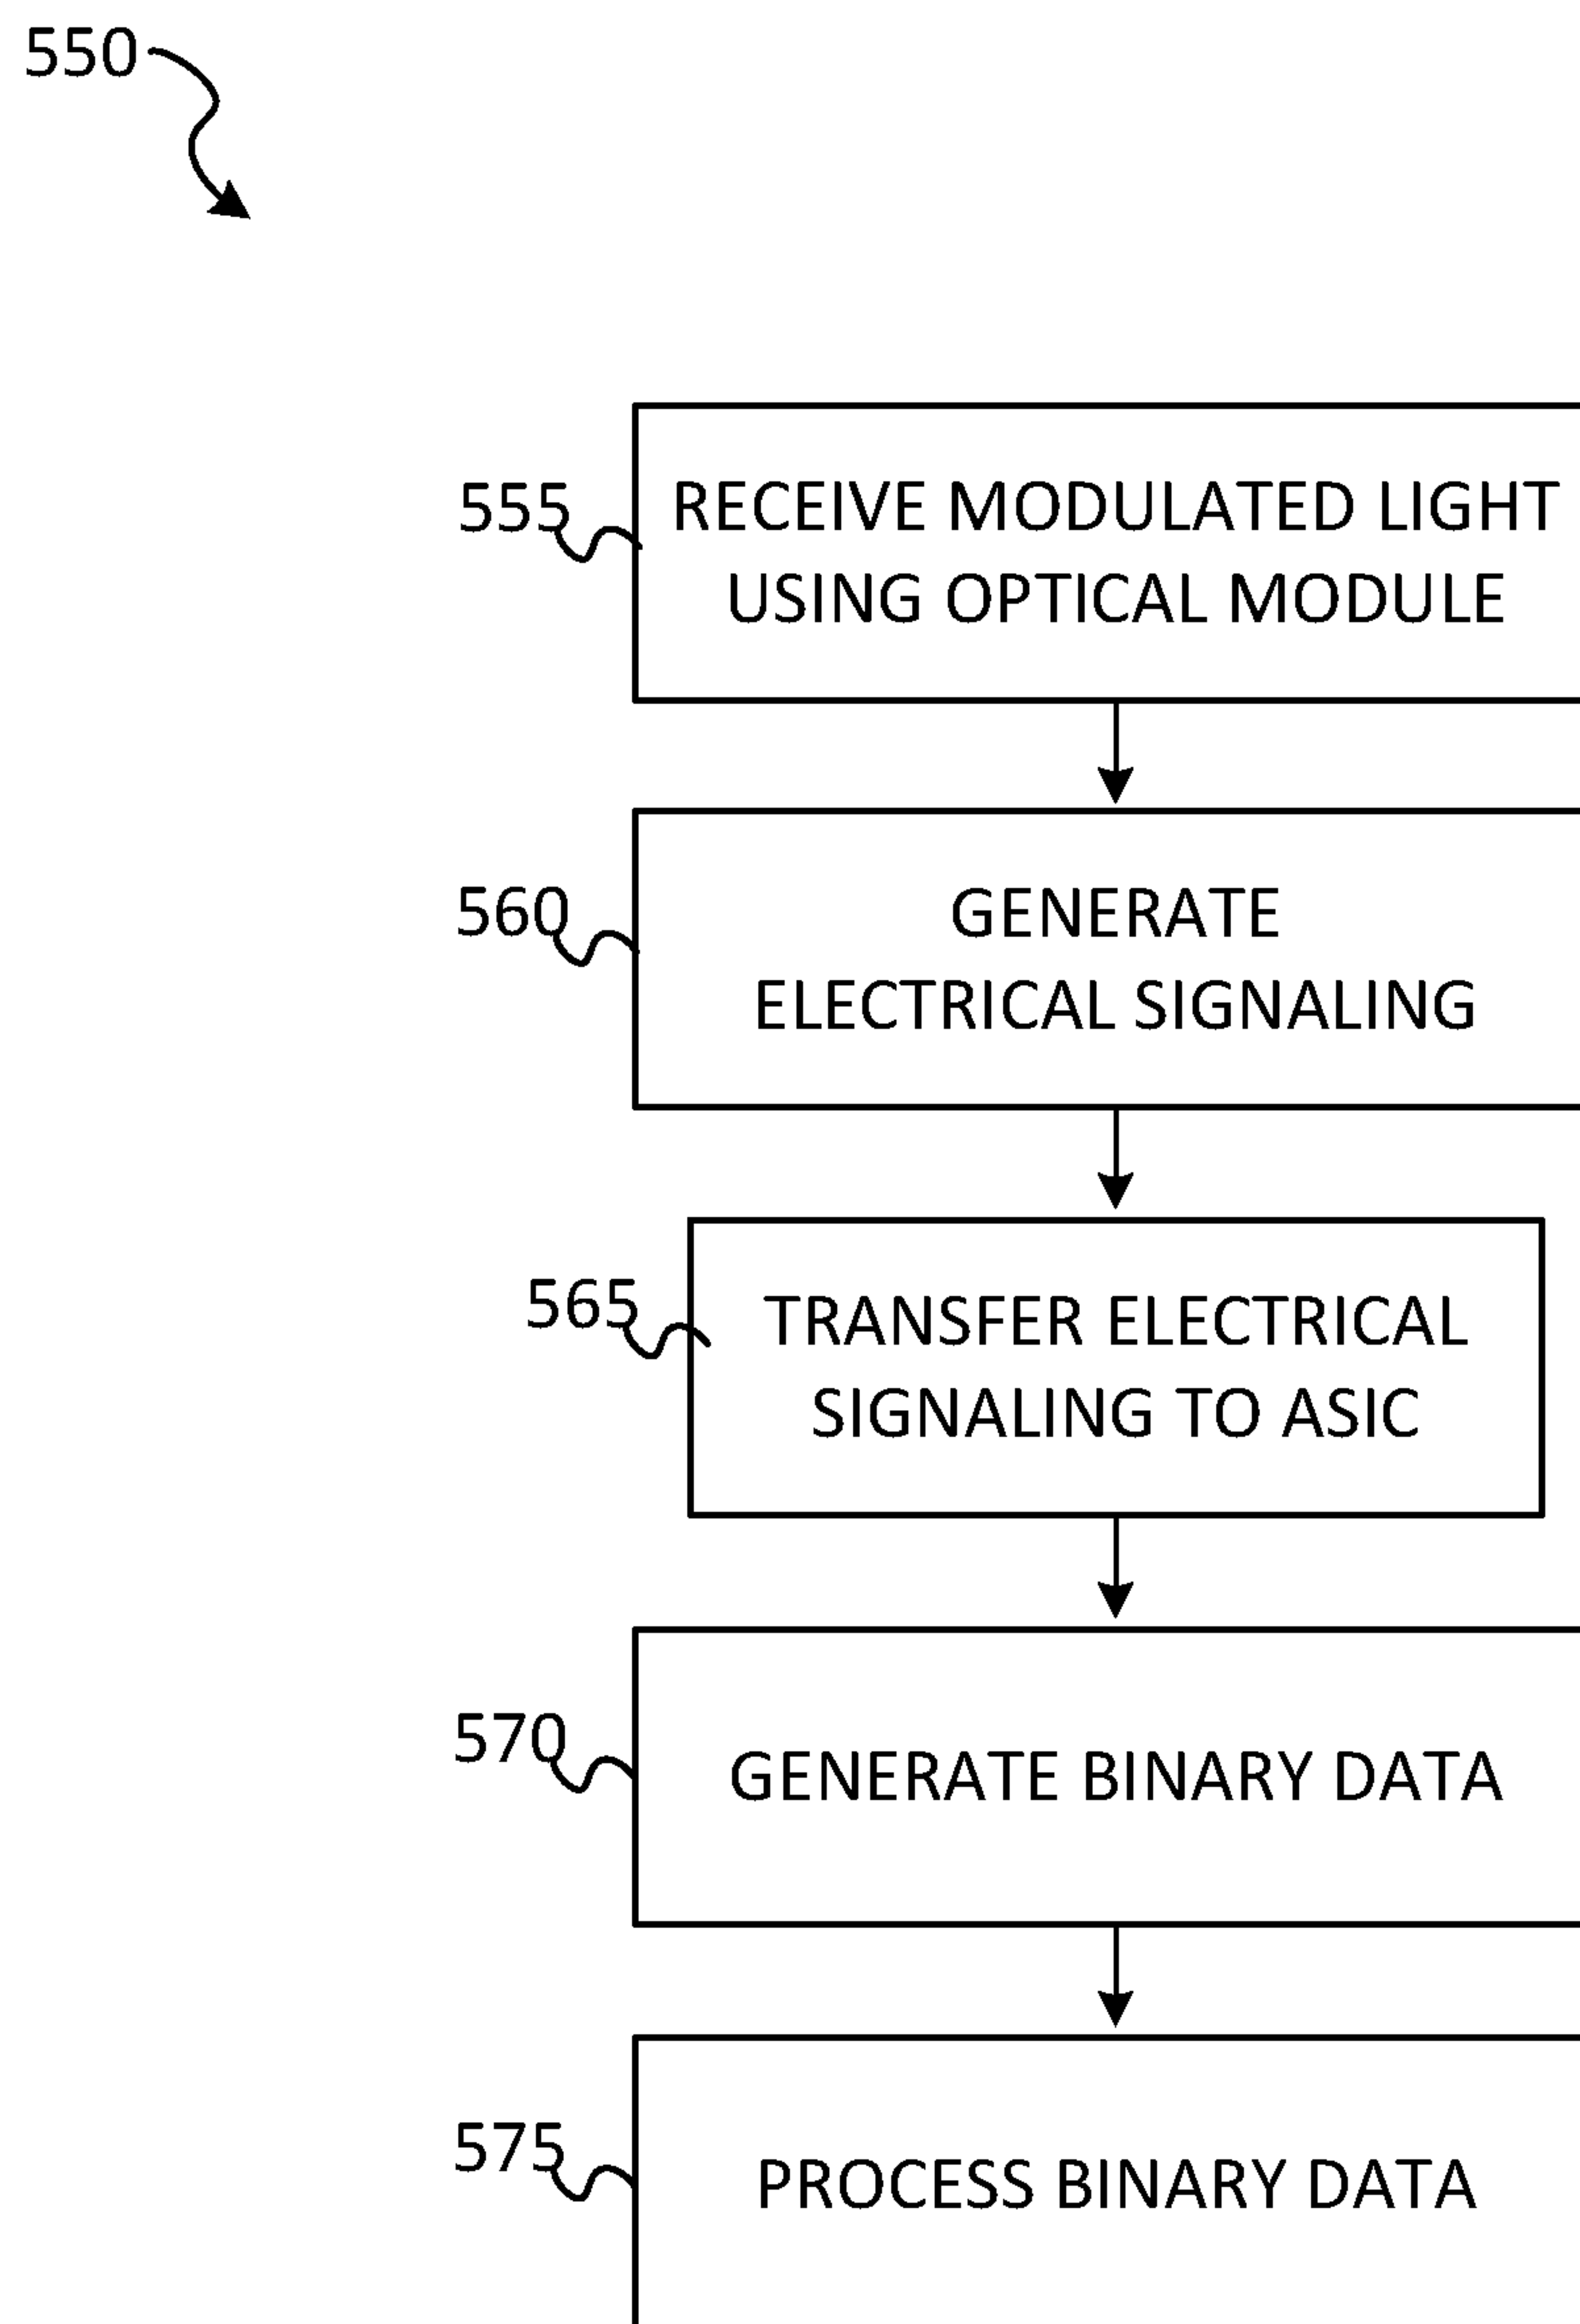 550
555
RECEIVE MODULATED LIGHT
USING OPTICAL MODULE
560
GENERATE
ELECTRICAL SIGNALING
565
TRANSFER ELECTRICAL
SIGNALING TO ASIC
570
GENERATE BINARY DATA
575
PROCESS BINARY DATA